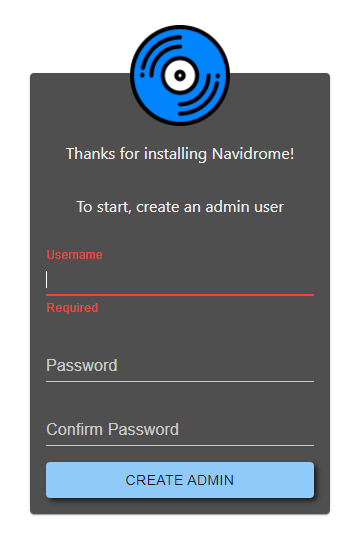 Thanks for installing Navidrome!
To start, create an admin user
Username
Required
Password
Confirm Password
CREATE ADMIN